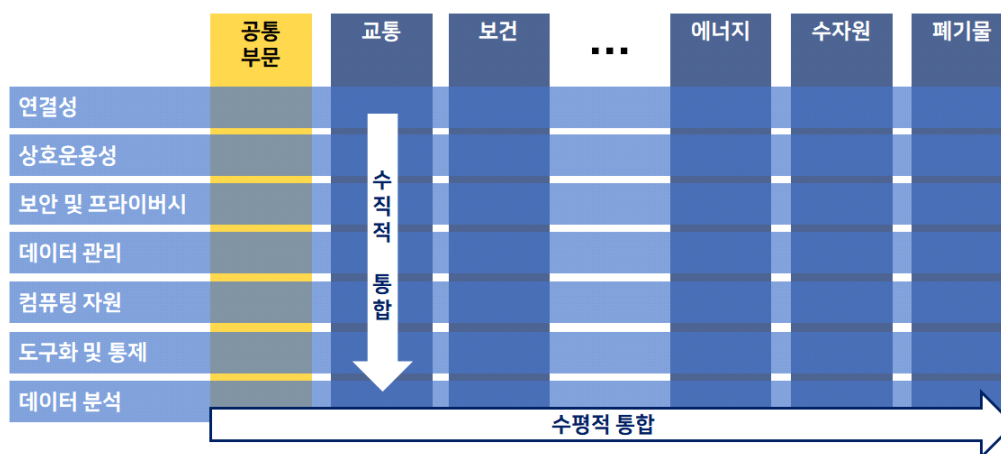 공통
부문
교통
보건
...
에너지
수자원
폐기물
연결성
상호운용성
보안 및 프라이버시
데이터 관리
컴퓨팅 자원
도구화 및 통제
데이터 분석
수직적 통합
수평적 통합